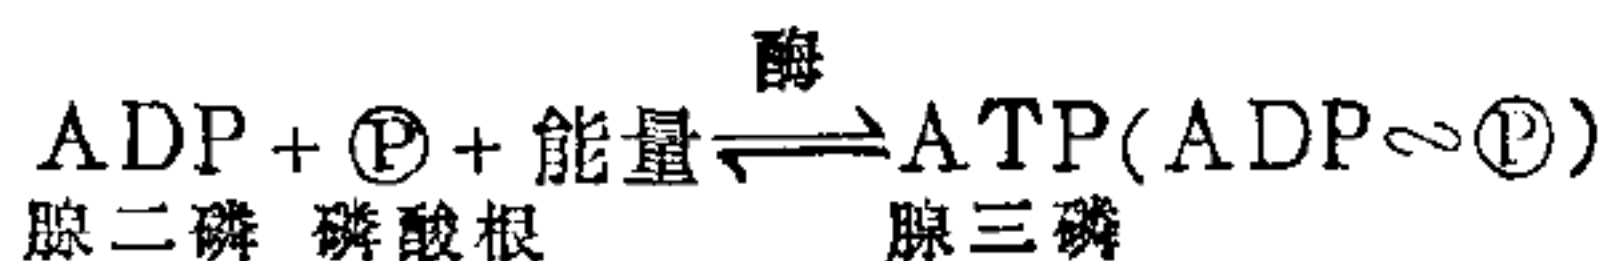 酶
ADP + Ⓟ + 能量 ⇌ ATP(ADP∽Ⓟ)
腺二磷 磷酸根 腺三磷